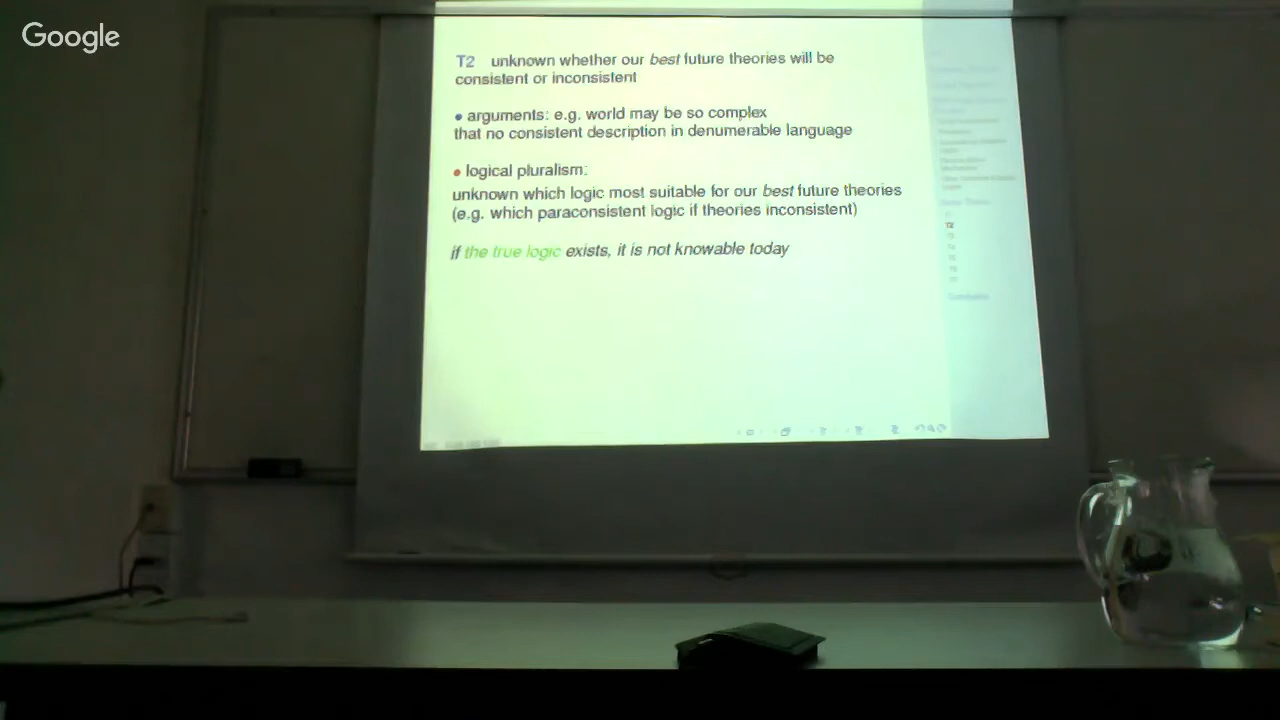 Google
T2 unknown whether our best future theories will be
consistent or inconsistent
• arguments: e.g. world may be so complex
that no consistent description in denumerable language
• logical pluralism:
unknown which logic most suitable for our best future theories
(e.g. which paraconsistent logic if theories inconsistent)
if the true logic exists, it is not knowable today
T2